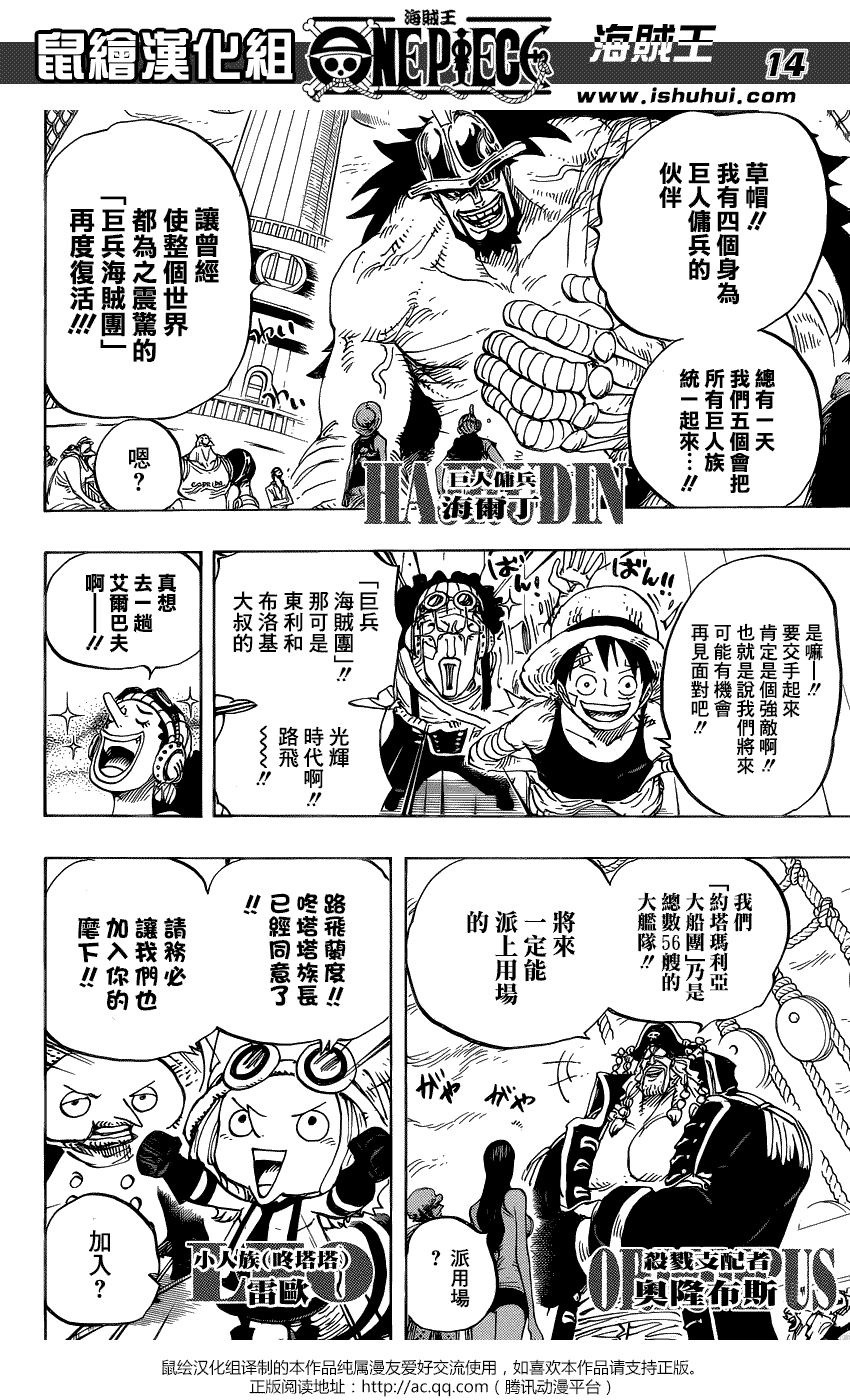 鼠繪漢化組
海賊王
ONE PIECE
海賊王
www.ishuhui.com
14
草帽!!
我有四個身為
巨人傭兵的
伙伴
總有一天
我們五個會把
所有巨人族
統一起來…!!
讓曾經
使整個世界
都為之震驚的
「巨兵海賊團」
再度復活!!!
嗯?
巨人傭兵
海爾丁
是嘛——!!
要交手起來
肯定是個強敵啊!!
也就是說我們將來
可能有機會
再見面對吧!!
ばん!!
ばん!
「巨兵
海賊團」!!
那可是
東利和
布洛基
大叔的
光輝
時代啊!!
路飛
~~~!!
真想
去一趟
艾爾巴夫
啊——!!
我們
「約塔瑪利亞
大船團」乃是
總數56艘的
大艦隊!!
將來
一定能
派上用場
的
ガヤ
ガヤ
派用場
?
殺戮支配者
奧隆布斯
路飛蘭度!!
咚塔塔族長
已經同意了
!!
請務必
讓我們也
加入你的
麾下!!
加入?
LEO
小人族(咚塔塔)
雷歐
鼠绘汉化组译制的本作品纯属漫友爱好交流使用，如喜欢本作品请支持正版。
正版阅读地址：http://ac.qq.com（腾讯动漫平台）